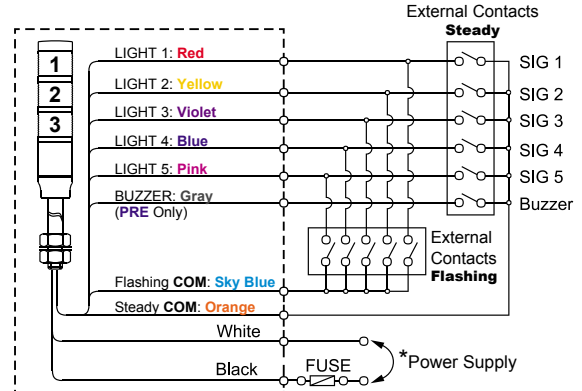 External Contacts
Steady
1
2
3
LIGHT 1: Red
SIG 1
LIGHT 2: Yellow
SIG 2
LIGHT 3: Violet
SIG 3
LIGHT 4: Blue
SIG 4
LIGHT 5: Pink
SIG 5
BUZZER: Gray
(PRE Only)
Buzzer
External
Contacts
Flashing
Flashing COM: Sky Blue
Steady COM: Orange
White
*Power Supply
Black
FUSE